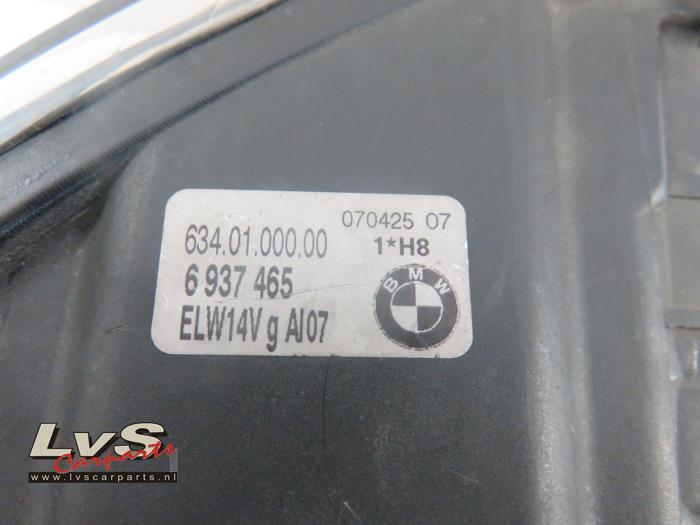 634.01.000.00
070425 07
1*H8
6 937 465
ELW14V g AI07
BMW
LvS
Carparts
www.lvscarparts.nl